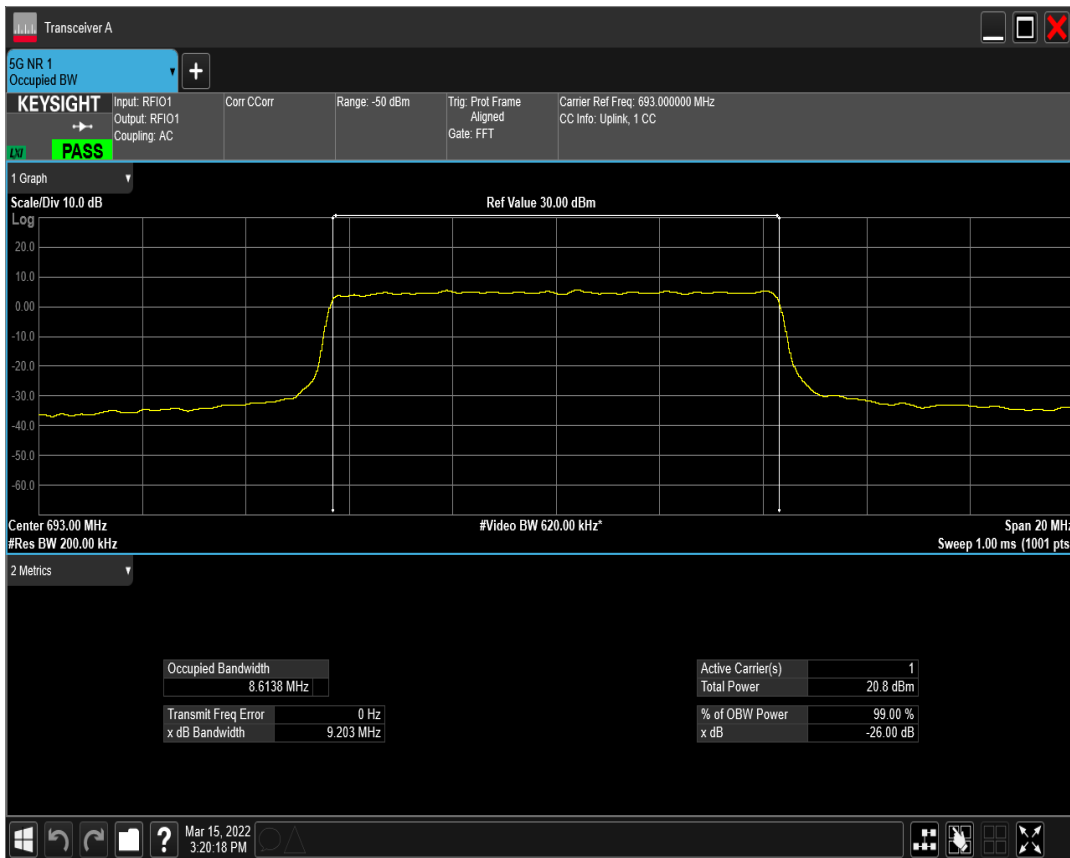 Transceiver A
5G NR 1
Occupied BW
KEYSIGHT
LXI
PASS
Input: RFIO1
Output: RFIO1
Coupling: AC
Corr CCorr
Range: -50 dBm
Trig: Prot Frame
Aligned
Gate: FFT
Carrier Ref Freq: 693.000000 MHz
CC Info: Uplink, 1 CC
1 Graph
Scale/Div 10.0 dB
Ref Value 30.00 dBm
Log
20.0
10.0
0.00
-10.0
-20.0
-30.0
-40.0
-50.0
-60.0
Center 693.00 MHz
#Video BW 620.00 kHz*
Span 20 MHz
#Res BW 200.00 kHz
Sweep 1.00 ms (1001 pts
2 Metrics
Occupied Bandwidth
8.6138 MHz
Transmit Freq Error 0 Hz
x dB Bandwidth 9.203 MHz
Active Carrier(s) 1
Total Power 20.8 dBm
% of OBW Power 99.00 %
x dB -26.00 dB
?
Mar 15, 2022
3:20:18 PM